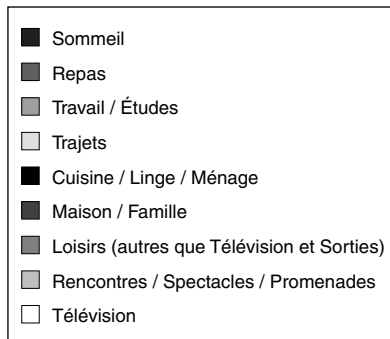 Sommeil
Repas
Travail / Études
Trajets
Cuisine / Linge / Ménage
Maison / Famille
Loisirs (autres que Télévision et Sorties)
Rencontres / Spectacles / Promenades
Télévision